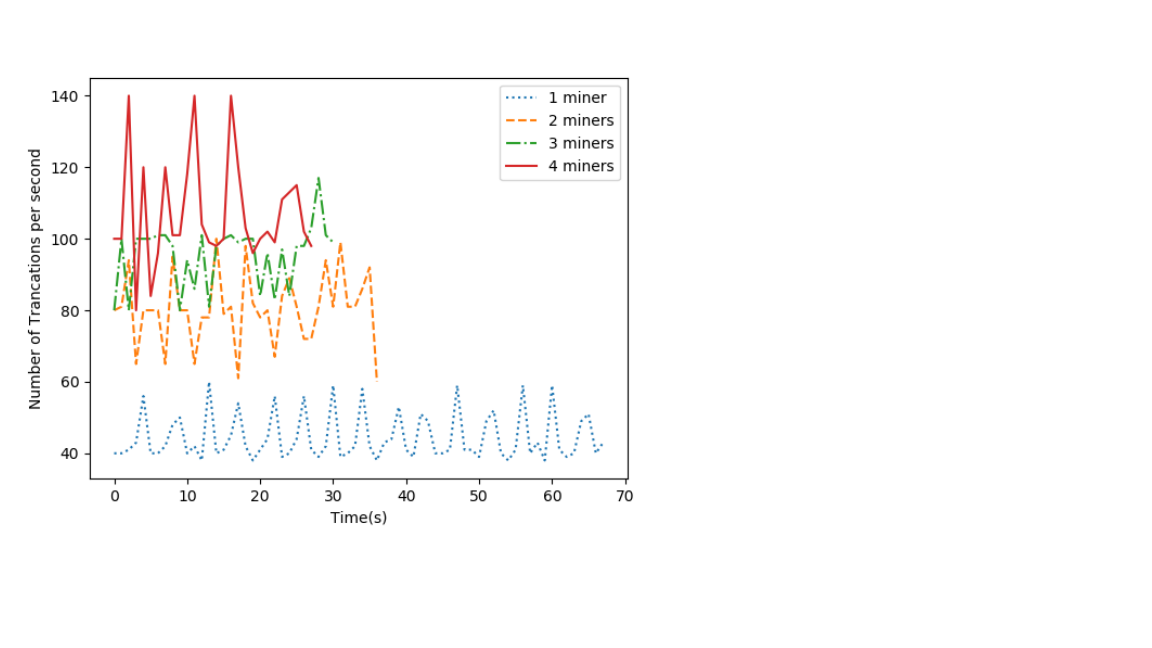 140
120
100
80
60
40
0 10 20 30 40 50 60 70
Number of Trancations per second
Time(s)
1 miner
2 miners
3 miners
4 miners